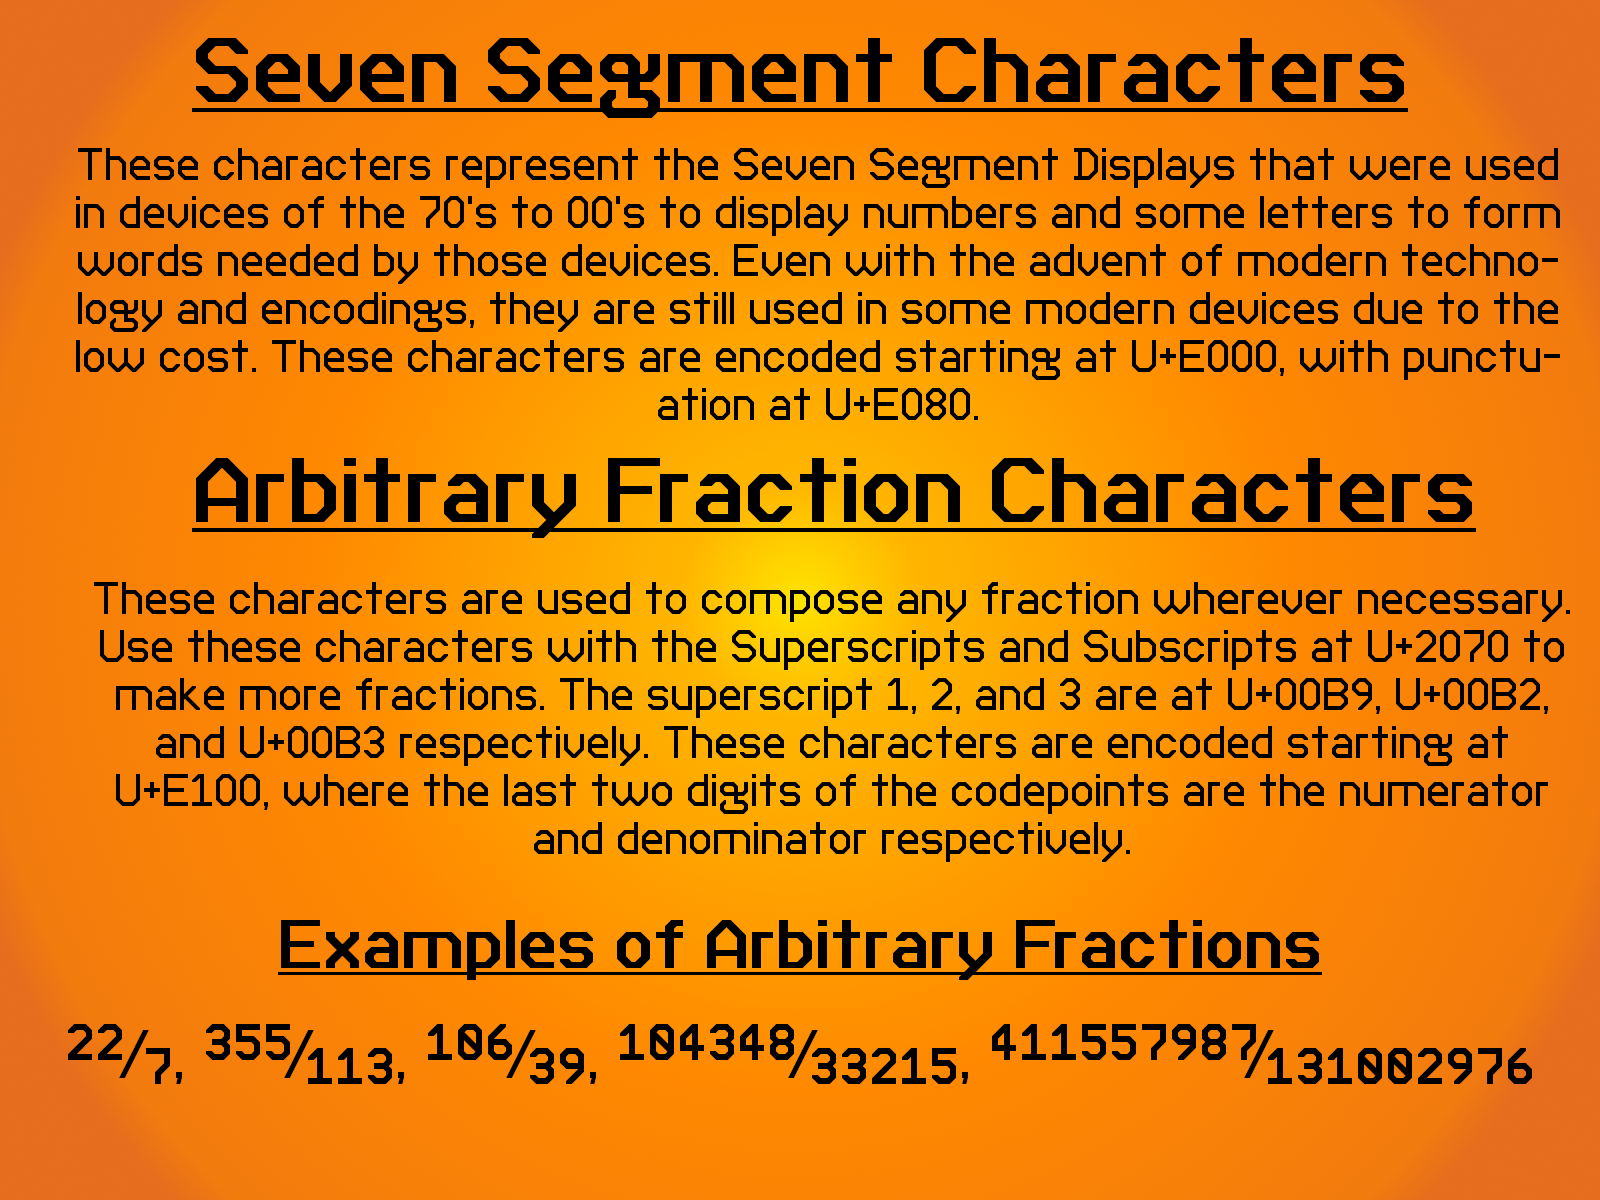 Seven Segment Characters
These characters represent the Seven Segment Displays that were used
in devices of the 70's to 00's to display numbers and some letters to form
words needed by those devices. Even with the advent of modern techno-
logy and encodings, they are still used in some modern devices due to the
low cost. These characters are encoded starting at U+E000, with punctu-
ation at U+E080.
Arbitrary Fraction Characters
These characters are used to compose any fraction wherever necessary.
Use these characters with the Superscripts and Subscripts at U+2070 to
make more fractions. The superscript 1, 2, and 3 are at U+00B9, U+00B2,
and U+00B3 respectively. These characters are encoded starting at
U+E100, where the last two digits of the codepoints are the numerator
and denominator respectively.
Examples of Arbitrary Fractions
²²⁄₇, ³⁵⁵⁄₁₁₃, ¹⁰⁶⁄₃₉, ¹⁰⁴³⁴⁸⁄₃₃₂₁₅, ⁴¹¹⁵⁵⁷⁹⁸⁷⁄₁₃₁₀₀₂₉₇₆